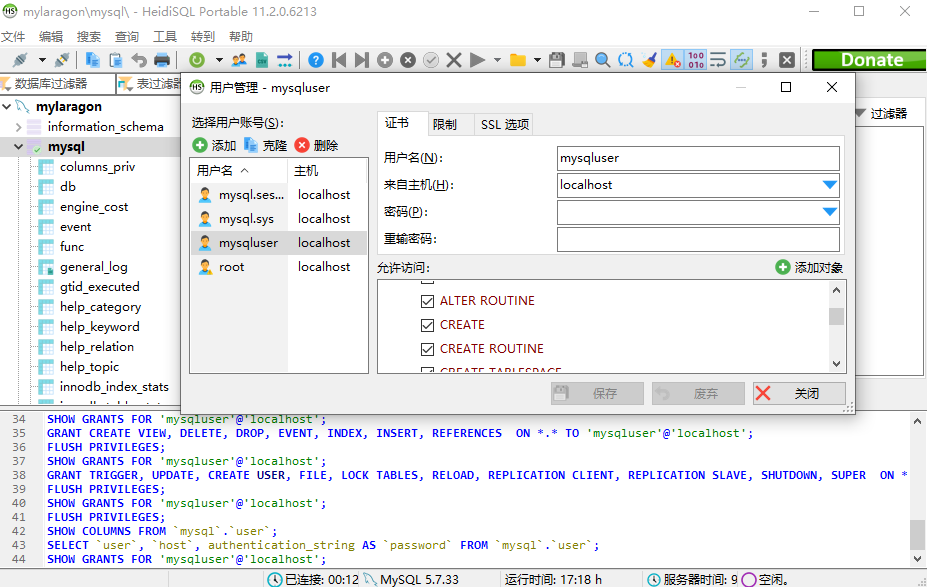 mylaragon\mysql\ - HeidiSQL Portable 11.2.0.6213
文件 编辑 搜索 查询 工具 转到 帮助
Donate
数据库过滤器 表过滤器
过滤器
mylaragon
information_schema
mysql
columns_priv
db
engine_cost
event
func
general_log
gtid_executed
help_category
help_keyword
help_relation
help_topic
innodb_index_stats
用户管理 - mysqluser
选择用户账号(S):
添加 克隆 删除
用户名 主机
mysql.ses... localhost
mysql.sys localhost
mysqluser localhost
root localhost
证书 限制 SSL 选项
用户名(N): mysqluser
来自主机(H): localhost
密码(P):
重输密码:
允许访问: 添加对象
ALTER ROUTINE
CREATE
CREATE ROUTINE
CREATE TABLESPACE
保存 废弃 关闭
34 SHOW GRANTS FOR 'mysqluser'@'localhost';
35 GRANT CREATE VIEW, DELETE, DROP, EVENT, INDEX, INSERT, REFERENCES ON *.* TO 'mysqluser'@'localhost';
36 FLUSH PRIVILEGES;
37 SHOW GRANTS FOR 'mysqluser'@'localhost';
38 GRANT TRIGGER, UPDATE, CREATE USER, FILE, LOCK TABLES, RELOAD, REPLICATION CLIENT, REPLICATION SLAVE, SHUTDOWN, SUPER ON *
39 FLUSH PRIVILEGES;
40 SHOW GRANTS FOR 'mysqluser'@'localhost';
41 FLUSH PRIVILEGES;
42 SHOW COLUMNS FROM `mysql`.`user`;
43 SELECT `user`, `host`, authentication_string AS `password` FROM `mysql`.`user`;
44 SHOW GRANTS FOR 'mysqluser'@'localhost';
已连接: 00:12 MySQL 5.7.33 运行时间: 17:18 h 服务器时间: 9 空闲。